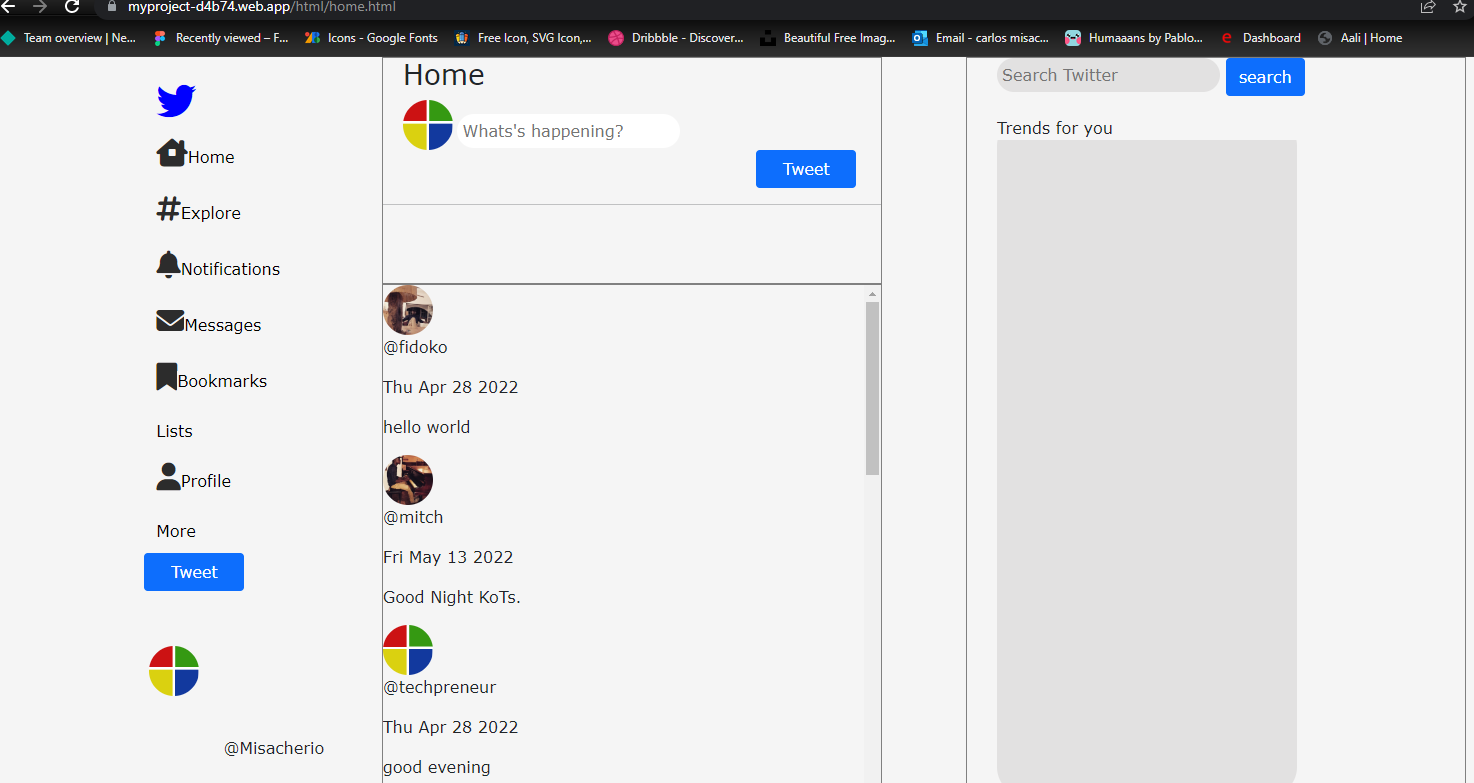 myproject-d4b74.web.app/html/home.html
Team overview | Ne...
Recently viewed – F...
Icons - Google Fonts
Free Icon, SVG Icon,...
Dribbble - Discover...
Beautiful Free Imag...
Email - carlos misac...
Humaaans by Pablo...
Dashboard
Aali | Home
Home
Explore
Notifications
Messages
Bookmarks
Lists
Profile
More
Tweet
@Misacherio
Home
Whats's happening?
Tweet
@fidoko
Thu Apr 28 2022
hello world
@mitch
Fri May 13 2022
Good Night KoTs.
@techpreneur
Thu Apr 28 2022
good evening
Search Twitter
search
Trends for you